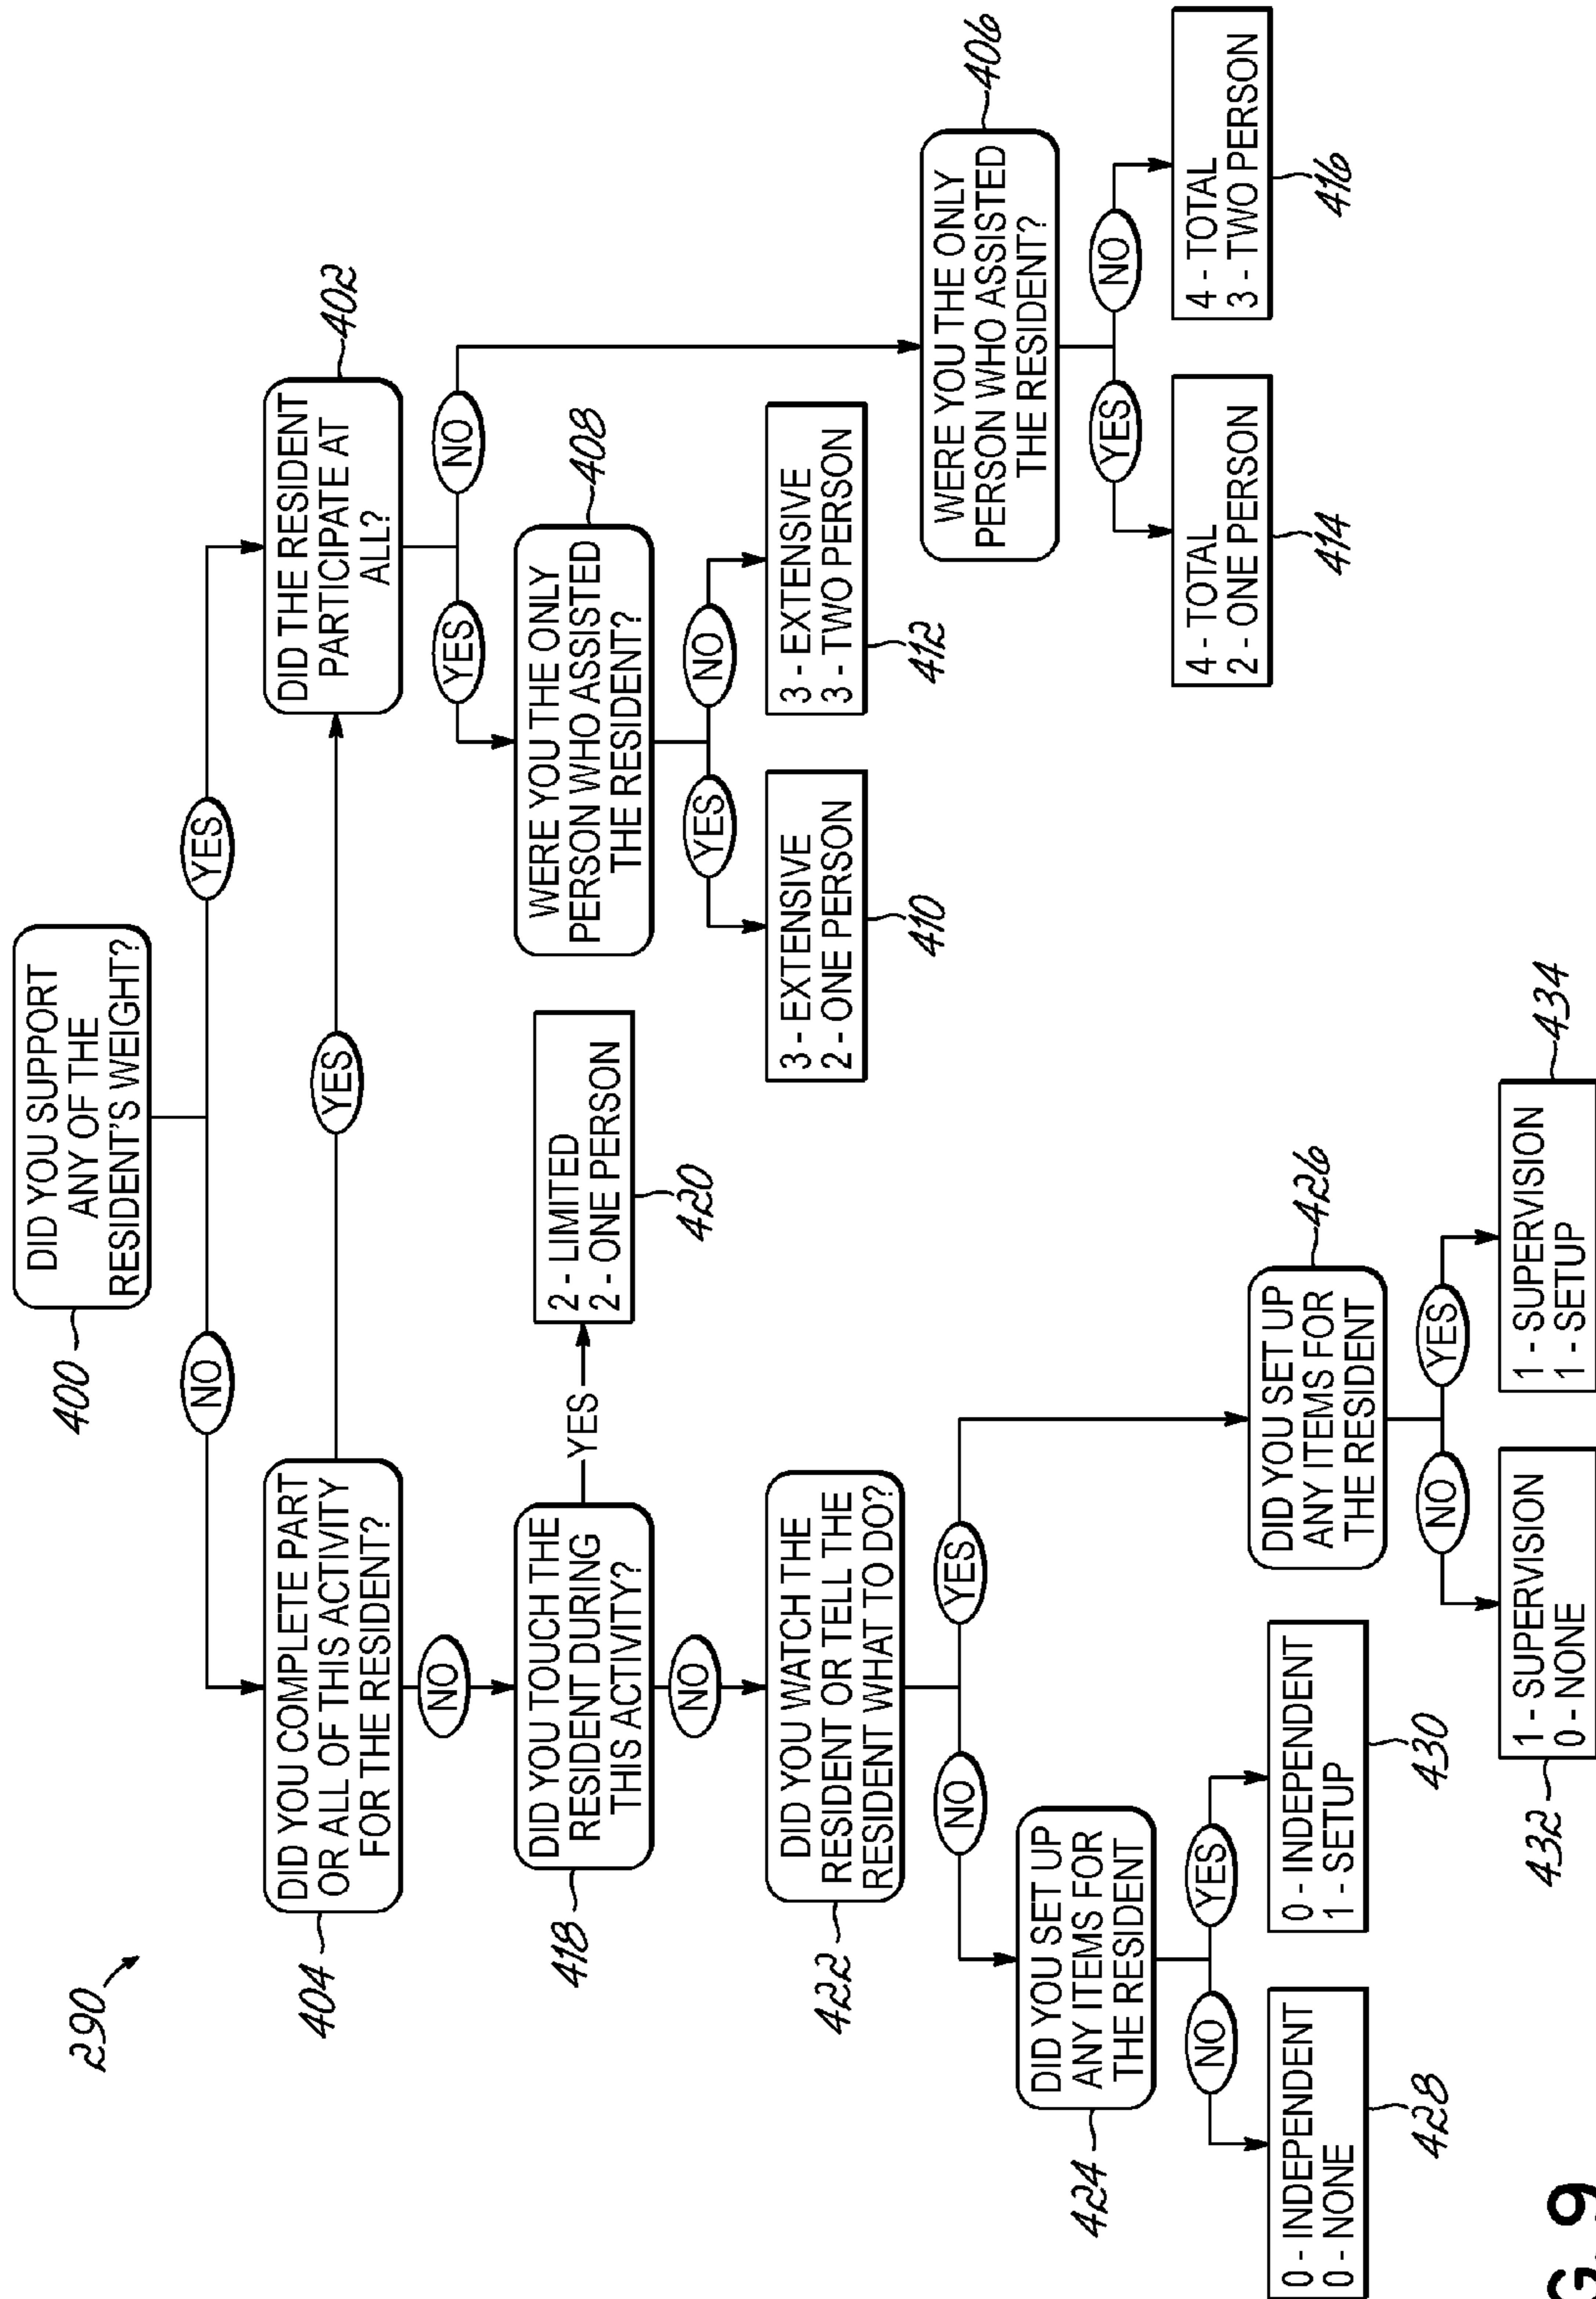 290
400
DID YOU SUPPORT
ANY OF THE
RESIDENT'S WEIGHT?
NO
YES
404
DID YOU COMPLETE PART
OR ALL OF THIS ACTIVITY
FOR THE RESIDENT?
YES
DID THE RESIDENT
PARTICIPATE AT
ALL?
402
NO
YES
NO
418
DID YOU TOUCH THE
RESIDENT DURING
THIS ACTIVITY?
YES
2 - LIMITED
2 - ONE PERSON
420
WERE YOU THE ONLY
PERSON WHO ASSISTED
THE RESIDENT?
408
NO
YES
NO
422
DID YOU WATCH THE
RESIDENT OR TELL THE
RESIDENT WHAT TO DO?
3 - EXTENSIVE
2 - ONE PERSON
410
3 - EXTENSIVE
3 - TWO PERSON
412
WERE YOU THE ONLY
PERSON WHO ASSISTED
THE RESIDENT?
406
NO
YES
YES
NO
424
DID YOU SET UP
ANY ITEMS FOR
THE RESIDENT
4 - TOTAL
2 - ONE PERSON
414
4 - TOTAL
3 - TWO PERSON
416
NO
YES
DID YOU SET UP
ANY ITEMS FOR
THE RESIDENT
426
0 - INDEPENDENT
0 - NONE
428
0 - INDEPENDENT
1 - SETUP
430
NO
YES
432
1 - SUPERVISION
0 - NONE
1 - SUPERVISION
1 - SETUP
434